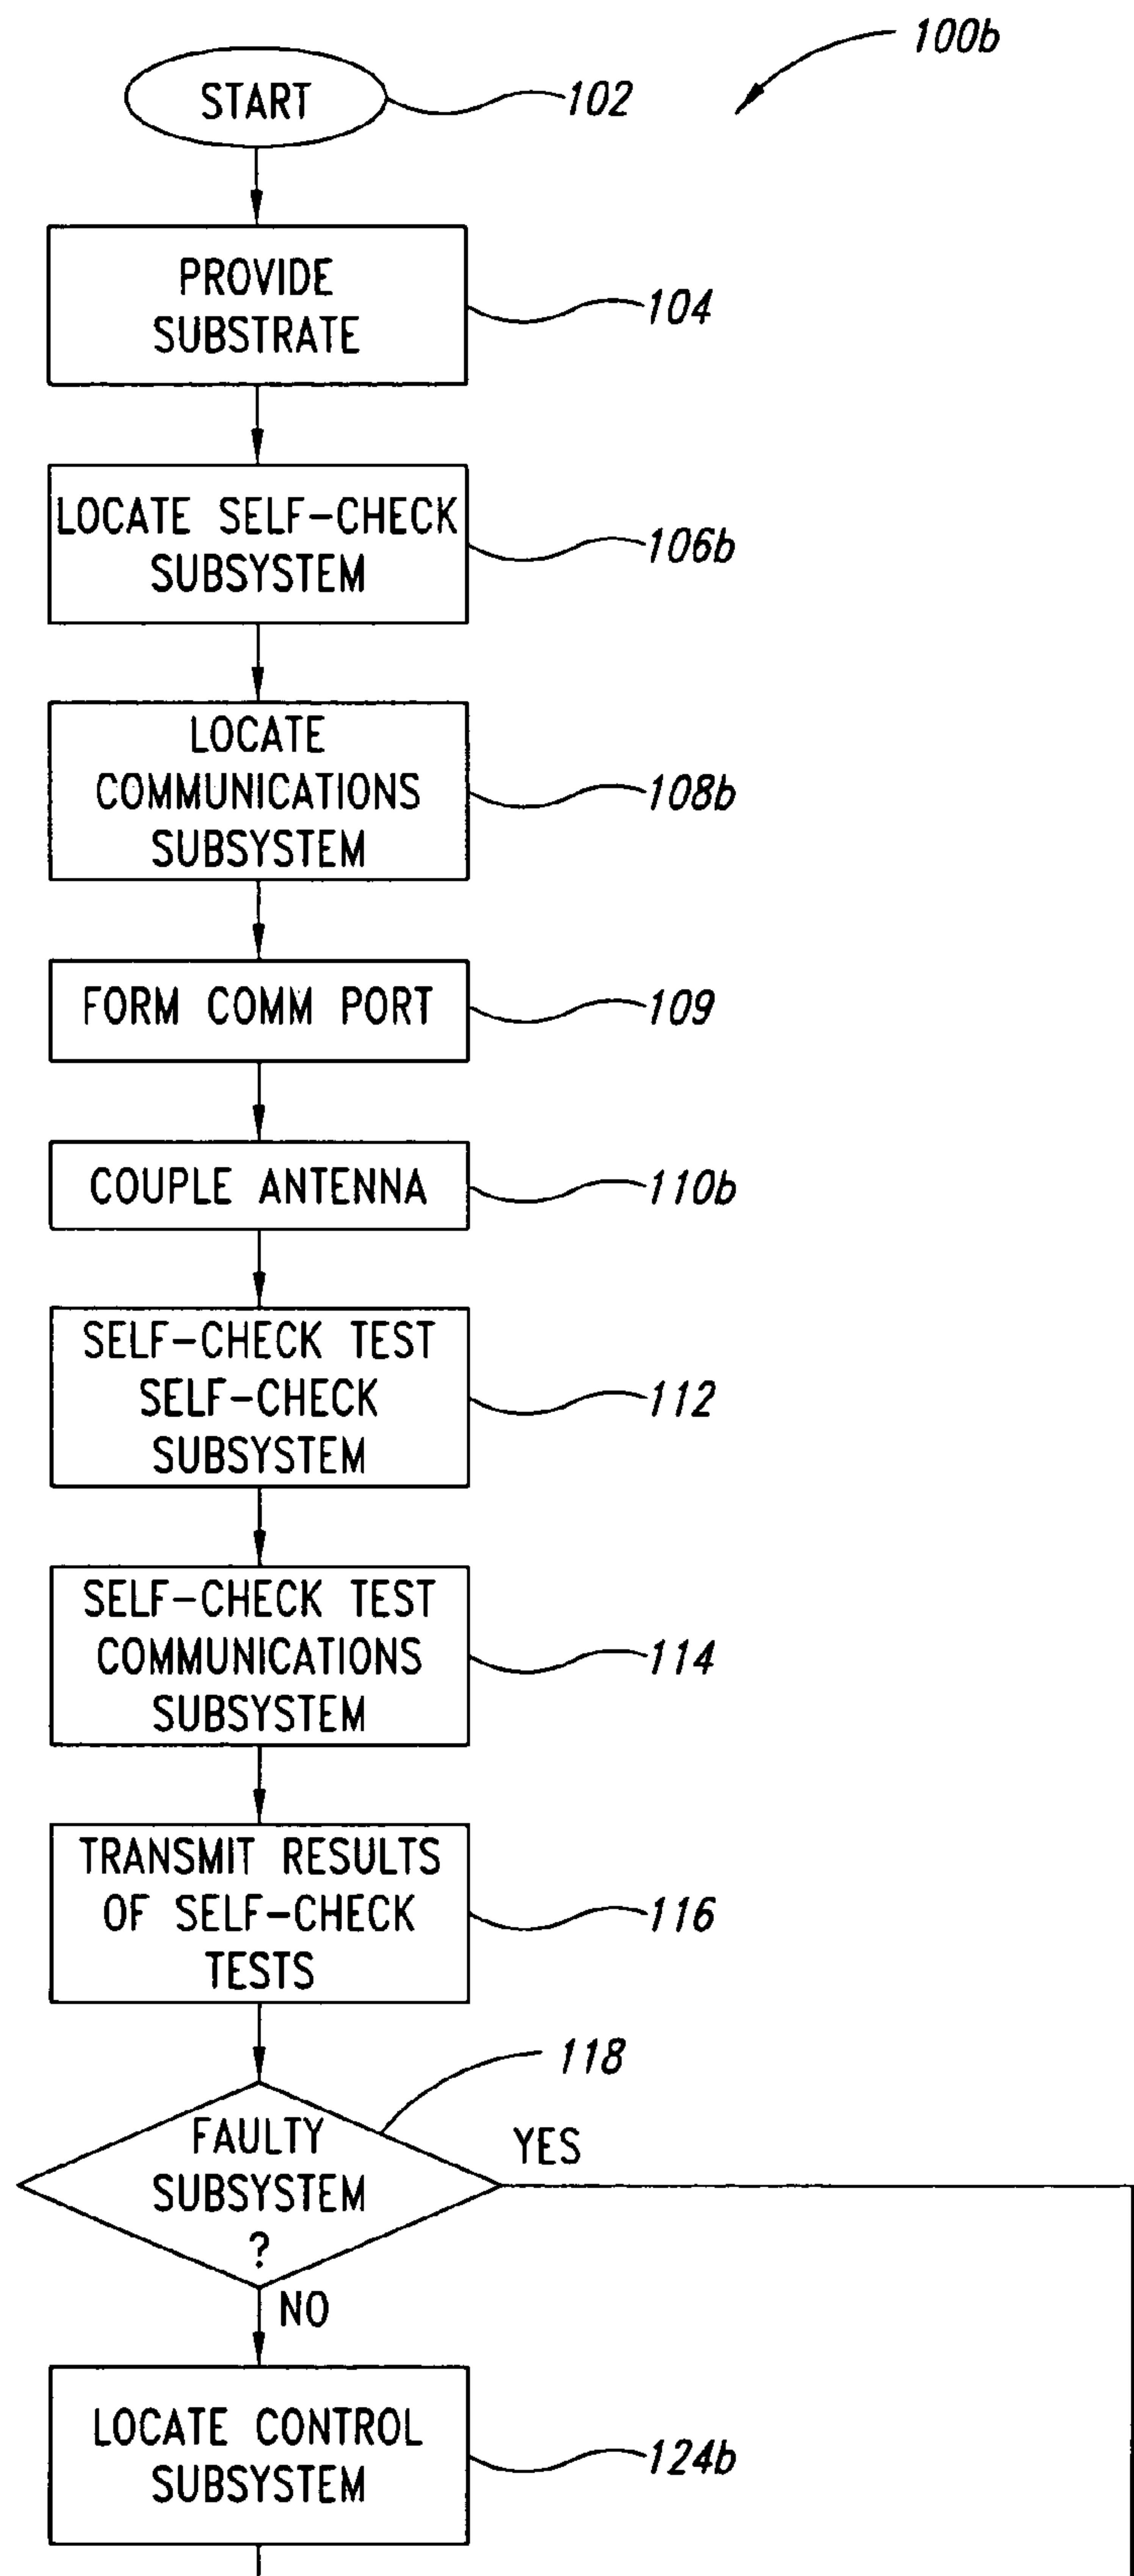 100b
START
102
PROVIDE
SUBSTRATE
104
LOCATE SELF-CHECK
SUBSYSTEM
106b
LOCATE
COMMUNICATIONS
SUBSYSTEM
108b
FORM COMM PORT
109
COUPLE ANTENNA
110b
SELF-CHECK TEST
SELF-CHECK
SUBSYSTEM
112
SELF-CHECK TEST
COMMUNICATIONS
SUBSYSTEM
114
TRANSMIT RESULTS
OF SELF-CHECK
TESTS
116
118
FAULTY
SUBSYSTEM
?
YES
NO
LOCATE CONTROL
SUBSYSTEM
124b